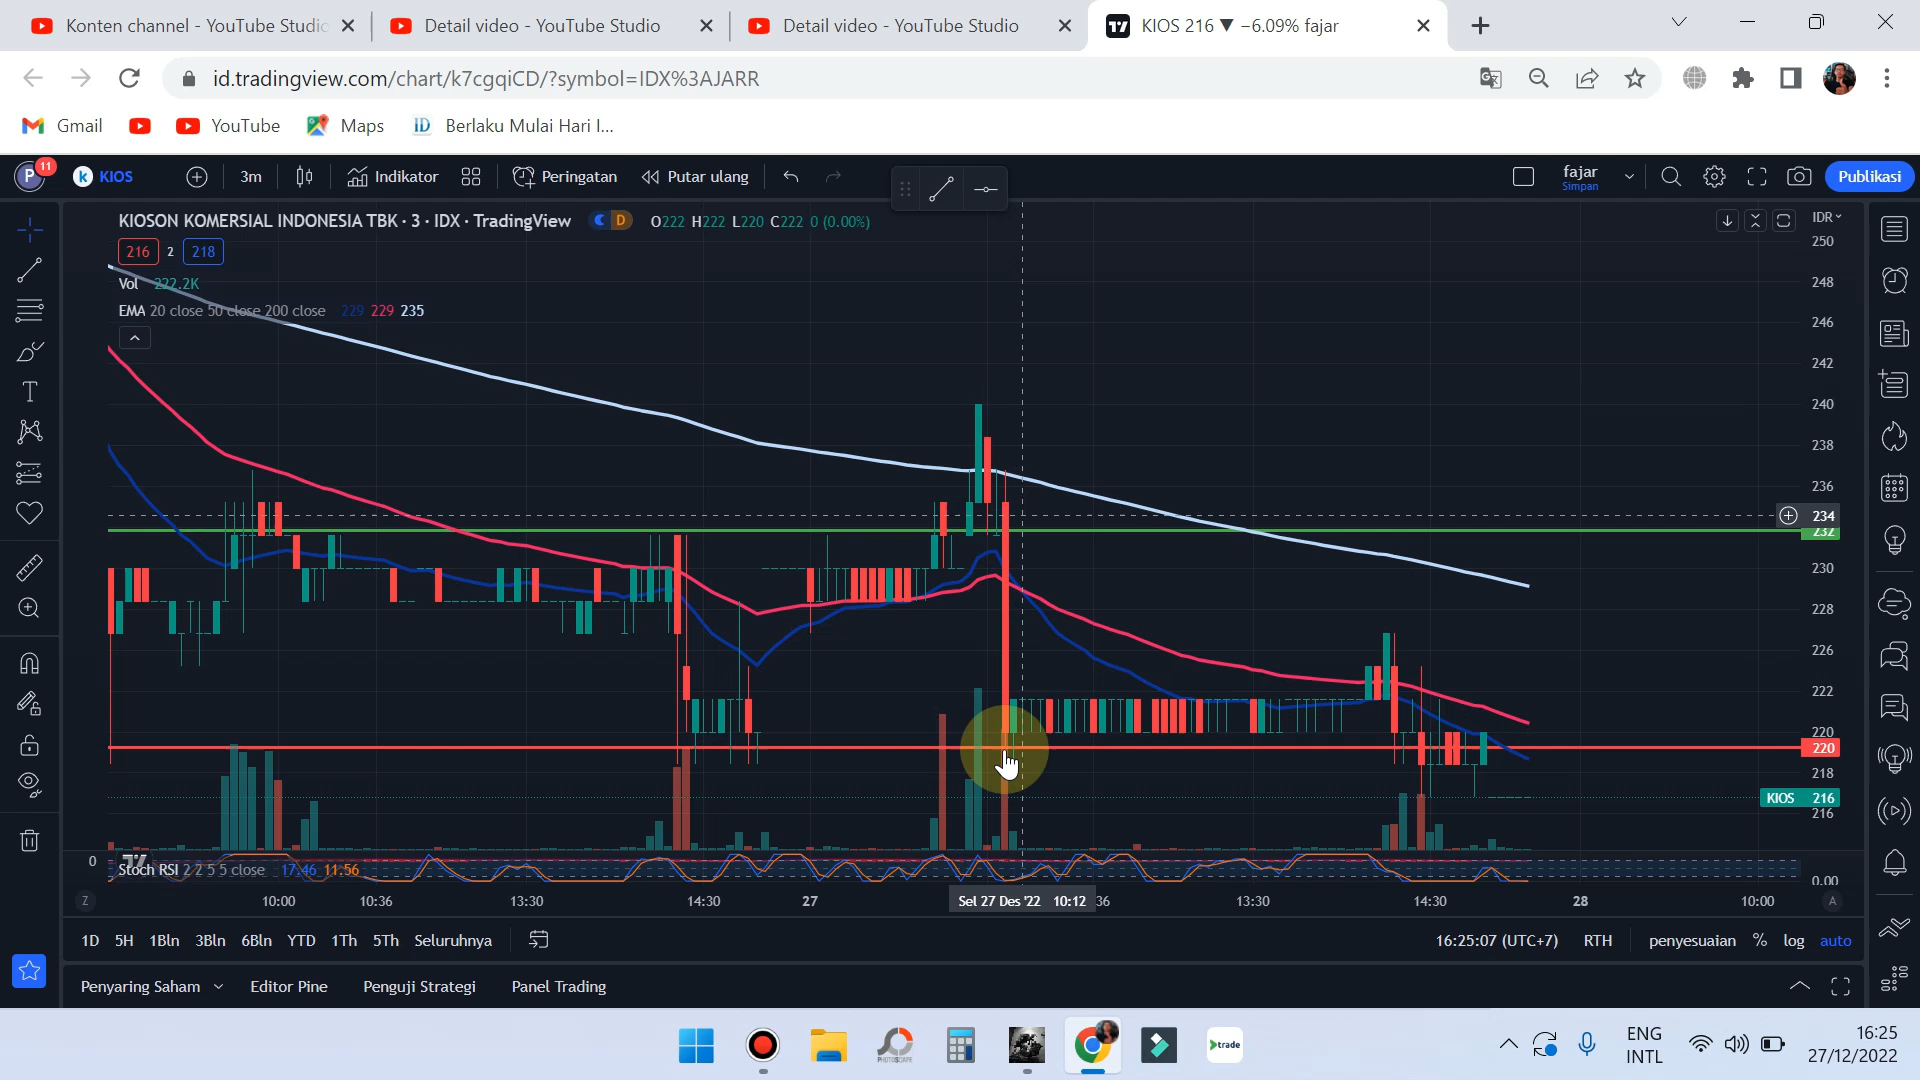 Konten channel - YouTube Studio
Detail video - YouTube Studio
Detail video - YouTube Studio
KIOS 216 ▼ −6.09% fajar
id.tradingview.com/chart/k7cgqiCD/?symbol=IDX%3AJARR
Gmail
YouTube
Maps
ID Berlaku Mulai Hari I...
P 11
k KIOS
3m
Indikator
Peringatan
Putar ulang
fajar
Simpan
Publikasi
KIOSON KOMERSIAL INDONESIA TBK · 3 · IDX · TradingView
D
O222 H222 L220 C222 0 (0.00%)
IDR
216 2 218
Vol 222.2K
EMA 20 close 50 close 200 close 229 229 235
250
248
246
244
242
240
238
236
234
232
230
228
226
222
220
220
218
KIOS 216
216
0
Stoch RSI 2 2 5 5 close 17.46 11.56
0.00
Z
10:00
10:36
13:30
14:30
27
Sel 27 Des '22 10:12
36
13:30
14:30
28
10:00
A
1D 5H 1Bln 3Bln 6Bln YTD 1Th 5Th Seluruhnya
16:25:07 (UTC+7) RTH penyesuaian % log auto
Penyaring Saham Editor Pine Penguji Strategi Panel Trading
PHOTOSCAPE
trade
ENG
INTL
16:25
27/12/2022